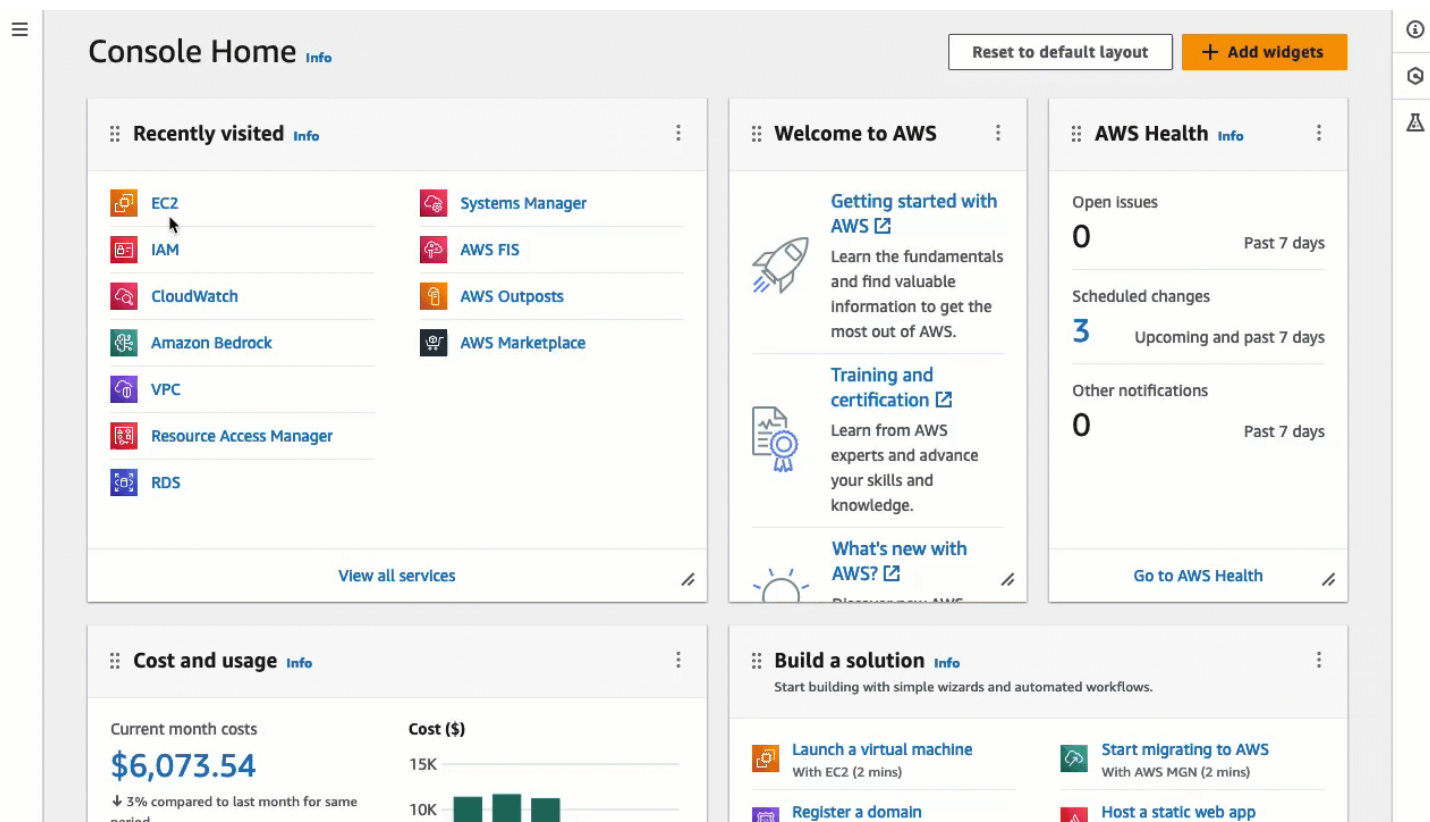 Console Home Info
Reset to default layout
Add widgets
Recently visited Info
EC2
IAM
CloudWatch
Amazon Bedrock
VPC
Resource Access Manager
RDS
Systems Manager
AWS FIS
AWS Outposts
AWS Marketplace
View all services
Welcome to AWS
Getting started with
AWS
Learn the fundamentals
and find valuable
information to get the
most out of AWS.
Training and
certification
Learn from AWS
experts and advance
your skills and
knowledge.
What's new with
AWS?
AWS Health Info
Open issues
0 Past 7 days
Scheduled changes
3 Upcoming and past 7 days
Other notifications
0 Past 7 days
Go to AWS Health
Cost and usage Info
Current month costs
$6,073.54
3% compared to last month for same
Cost ($)
15K
10K
Build a solution Info
Start building with simple wizards and automated workflows.
Launch a virtual machine
With EC2 (2 mins)
Register a domain
Start migrating to AWS
With AWS MGN (2 mins)
Host a static web app